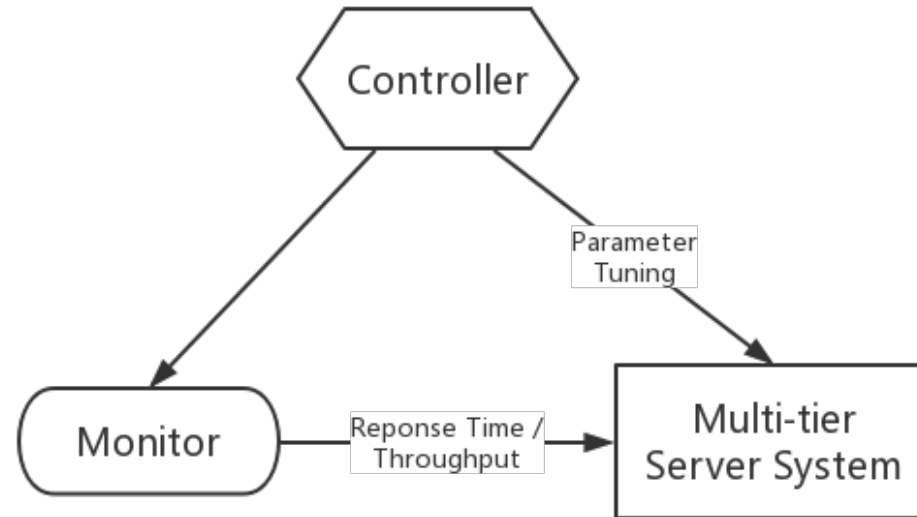 Controller
Parameter
Tuning
Monitor
Reponse Time /
Throughput
Multi-tier
Server System